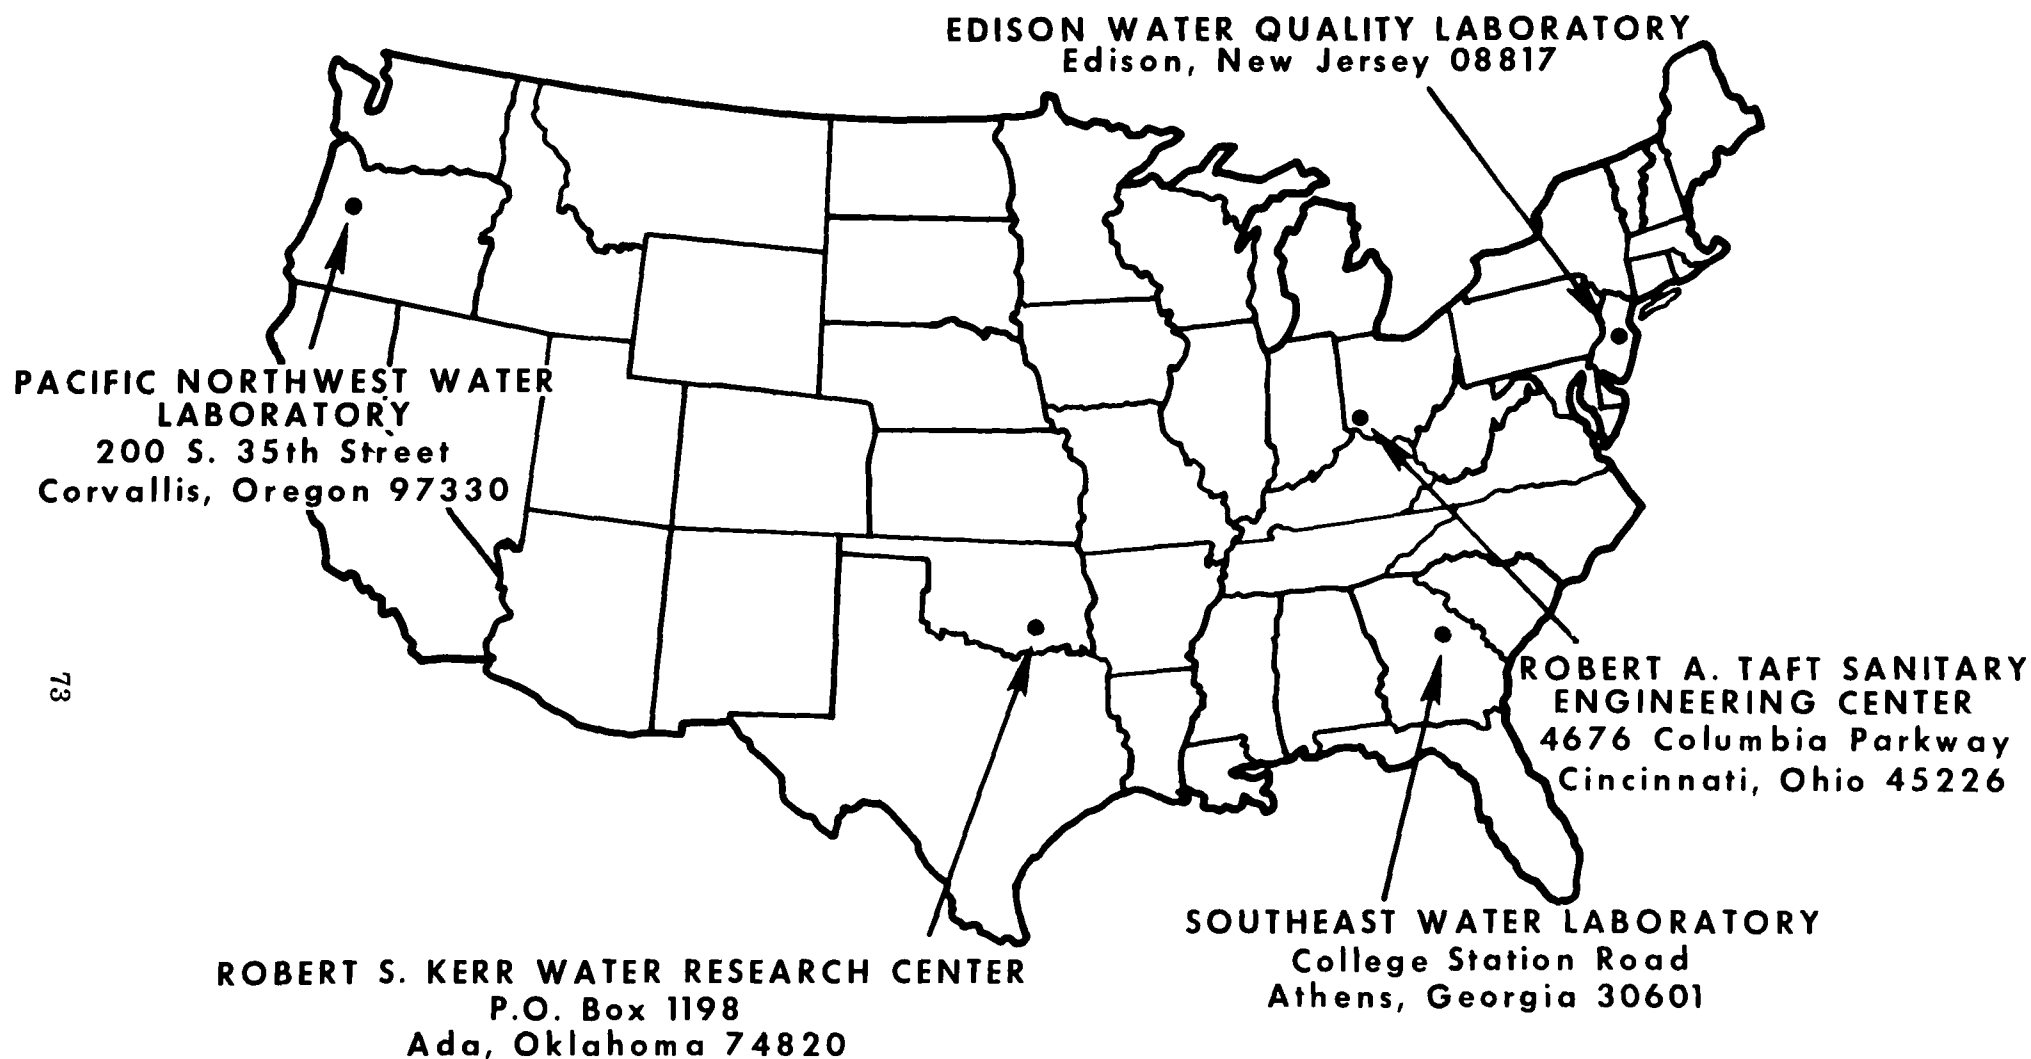 EDISON WATER QUALITY LABORATORY
Edison, New Jersey 08817
PACIFIC NORTHWEST WATER
LABORATORY
200 S. 35th Street
Corvallis, Oregon 97330
73
ROBERT A. TAFT SANITARY
ENGINEERING CENTER
4676 Columbia Parkway
Cincinnati, Ohio 45226
SOUTHEAST WATER LABORATORY
College Station Road
Athens, Georgia 30601
ROBERT S. KERR WATER RESEARCH CENTER
P.O. Box 1198
Ada, Oklahoma 74820